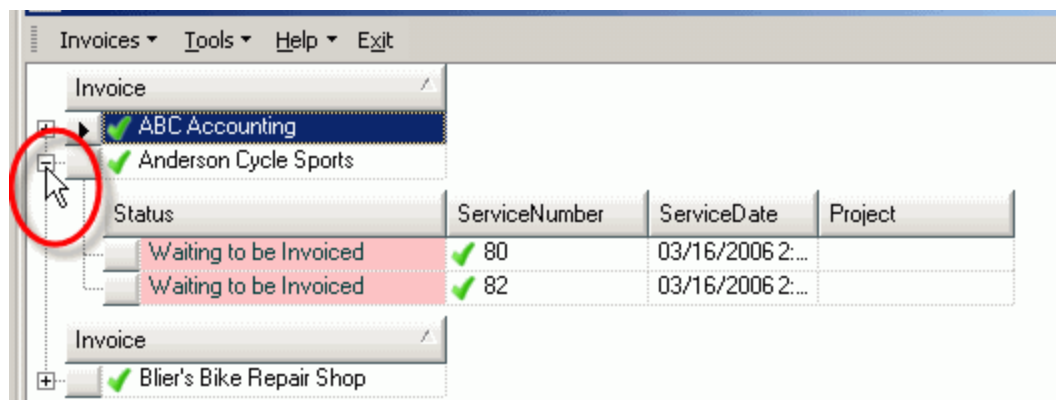 Invoices Tools Help Exit
Invoice
ABC Accounting
Anderson Cycle Sports
Status ServiceNumber ServiceDate Project
Waiting to be Invoiced 80 03/16/2006 2:...
Waiting to be Invoiced 82 03/16/2006 2:...
Invoice
Blier's Bike Repair Shop